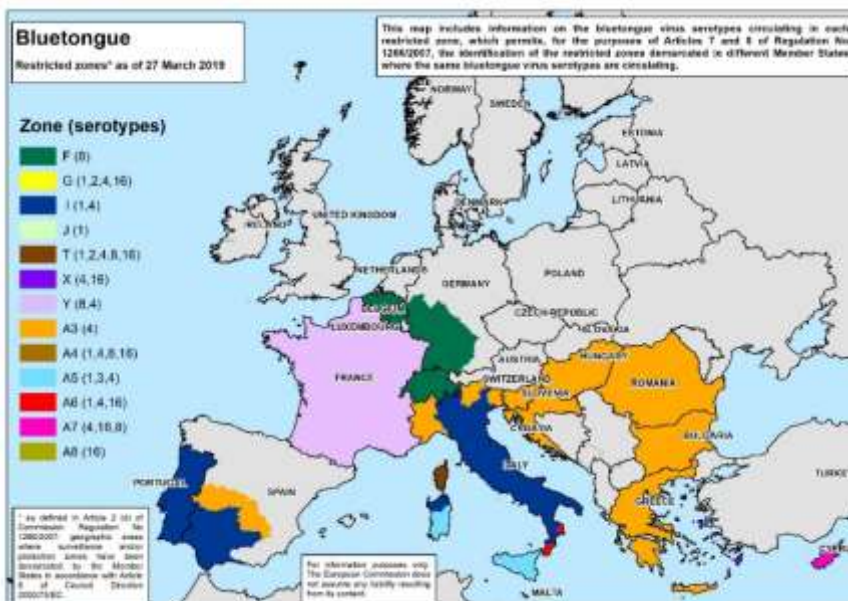 Bluetongue
Restricted zones* as of 27 March 2019
This map includes information on the bluetongue virus serotypes circulating in each
restricted zone, which permits, for the purposes of Articles 7 and 8 of Regulation No
1266/2007, the identification of the restricted zones demarcated in different Member States
where the same bluetongue virus serotypes are circulating.
Zone (serotypes)
F (8)
G (1,2,4,16)
I (1,4)
J (1)
T (1,2,4,8,16)
X (4,16)
Y (8,4)
A3 (4)
A4 (1,4,8,16)
A5 (1,3,4)
A6 (1,4,16)
A7 (4,16,8)
A8 (16)
NORWAY
SWEDEN
ESTONIA
LATVIA
LITHUANIA
DENMARK
UNITED KINGDOM
IRELAND
NETHERLANDS
GERMANY
POLAND
BELGIUM
LUXEMBOURG
CZECH REPUBLIC
SLOVAKIA
AUSTRIA
HUNGARY
FRANCE
SWITZERLAND
SLOVENIA
ROMANIA
CROATIA
BULGARIA
ITALY
PORTUGAL
SPAIN
GREECE
TURKEY
CYPRUS
MALTA
* as defined in Article 2 (d) of
Commission Regulation No
1266/2007: geographic areas
where surveillance and/or
protection zones have been
demarcated by the Member
States in accordance with Article
8 of Council Directive
2000/75/EC.
For information purposes only.
The European Commission does
not assume any liability resulting
from its content.